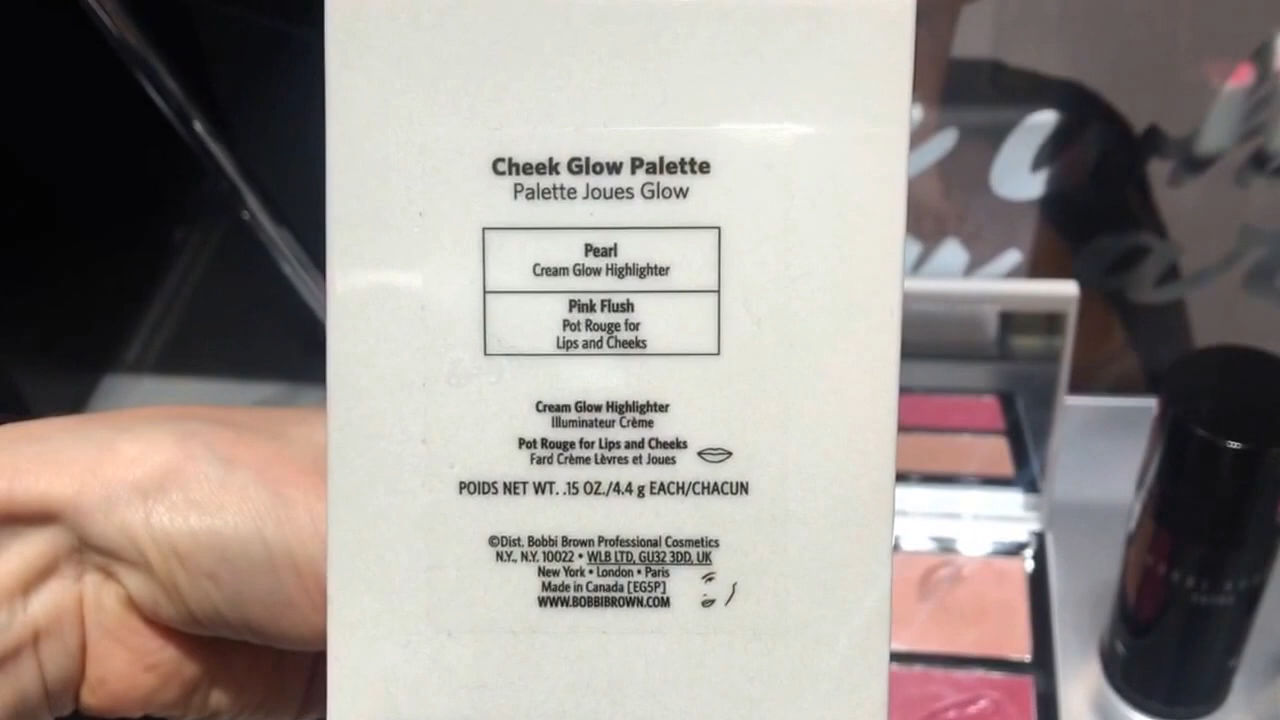 Cheek Glow Palette
Palette Joues Glow
Pearl
Cream Glow Highlighter
Pink Flush
Pot Rouge for
Lips and Cheeks
Cream Glow Highlighter
Illuminateur Crème
Pot Rouge for Lips and Cheeks
Fard Crème Lèvres et Joues
POIDS NET WT. .15 OZ./4.4 g EACH/CHACUN
©Dist. Bobbi Brown Professional Cosmetics
N.Y., N.Y. 10022 • WLB LTD, GU32 3DD, UK
New York • London • Paris
Made in Canada [EG5P]
WWW.BOBBIBROWN.COM